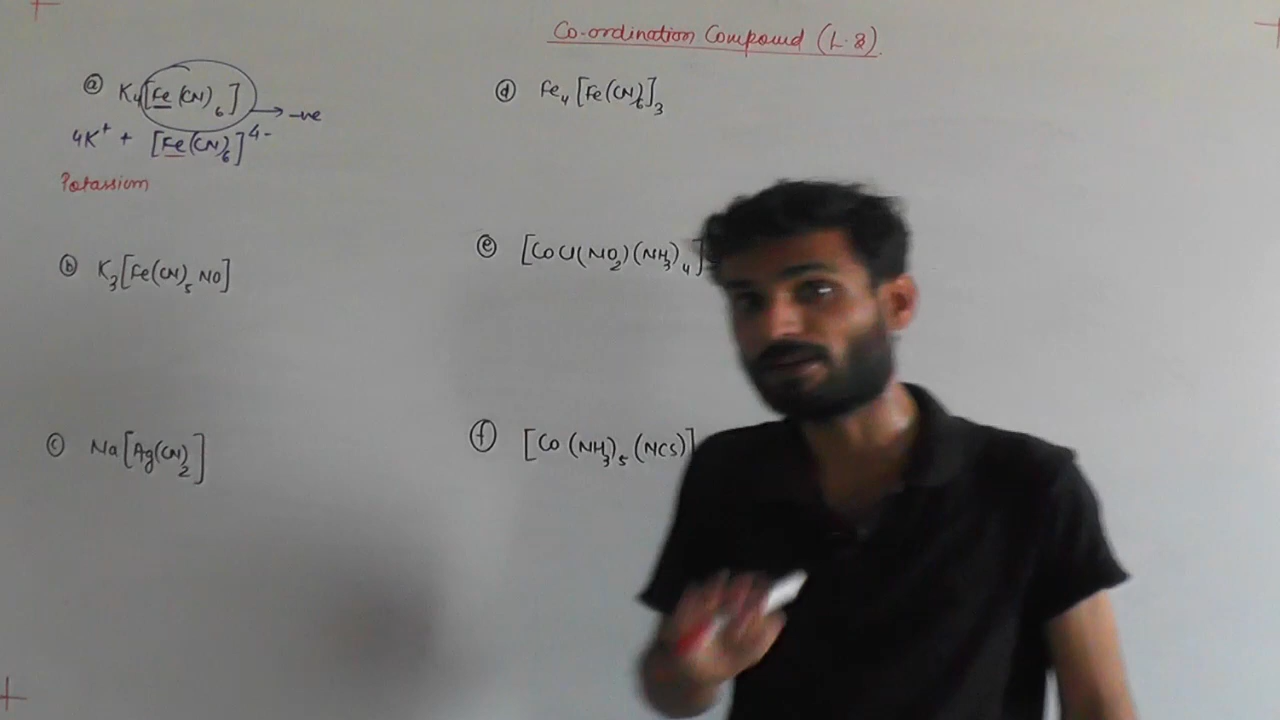 Co-ordination Compound (L-8)
ⓐ K₄[Fe(CN)₆] → -ve
4K⁺ + [Fe(CN)₆]⁴⁻
Potassium
ⓑ K₃[Fe(CN)₅NO]
ⓒ Na[Ag(CN)₂]
ⓓ Fe₄[Fe(CN)₆]₃
ⓔ [CoCl(NO₂)(NH₃)₄]
ⓕ [Co(NH₃)₅(NCS)]